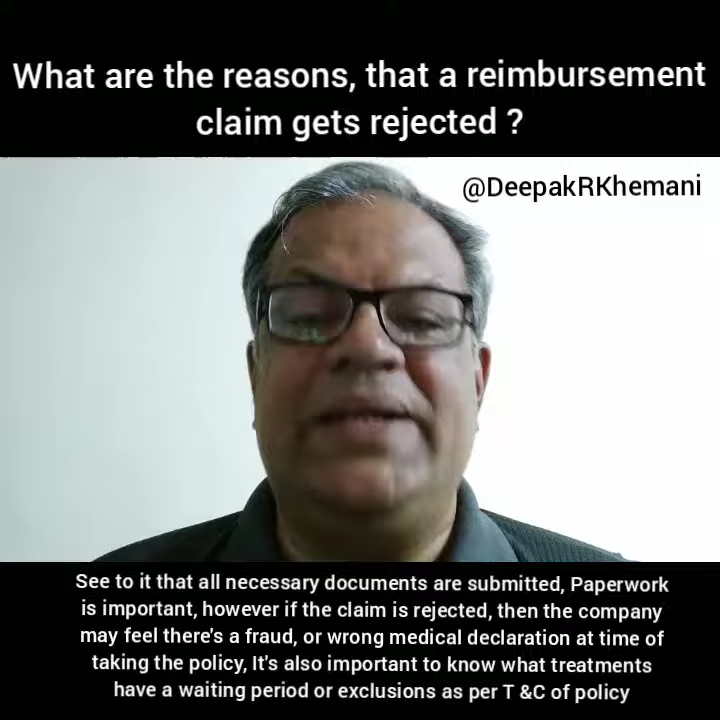 What are the reasons, that a reimbursement
claim gets rejected ?
@DeepakRKhemani
See to it that all necessary documents are submitted, Paperwork
is important, however if the claim is rejected, then the company
may feel there's a fraud, or wrong medical declaration at time of
taking the policy, It's also important to know what treatments
have a waiting period or exclusions as per T &C of policy